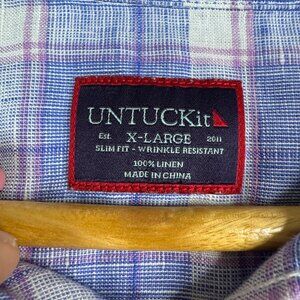 UNTUCKit
Est. X-LARGE 2011
SLIM FIT - WRINKLE RESISTANT
100% LINEN
MADE IN CHINA